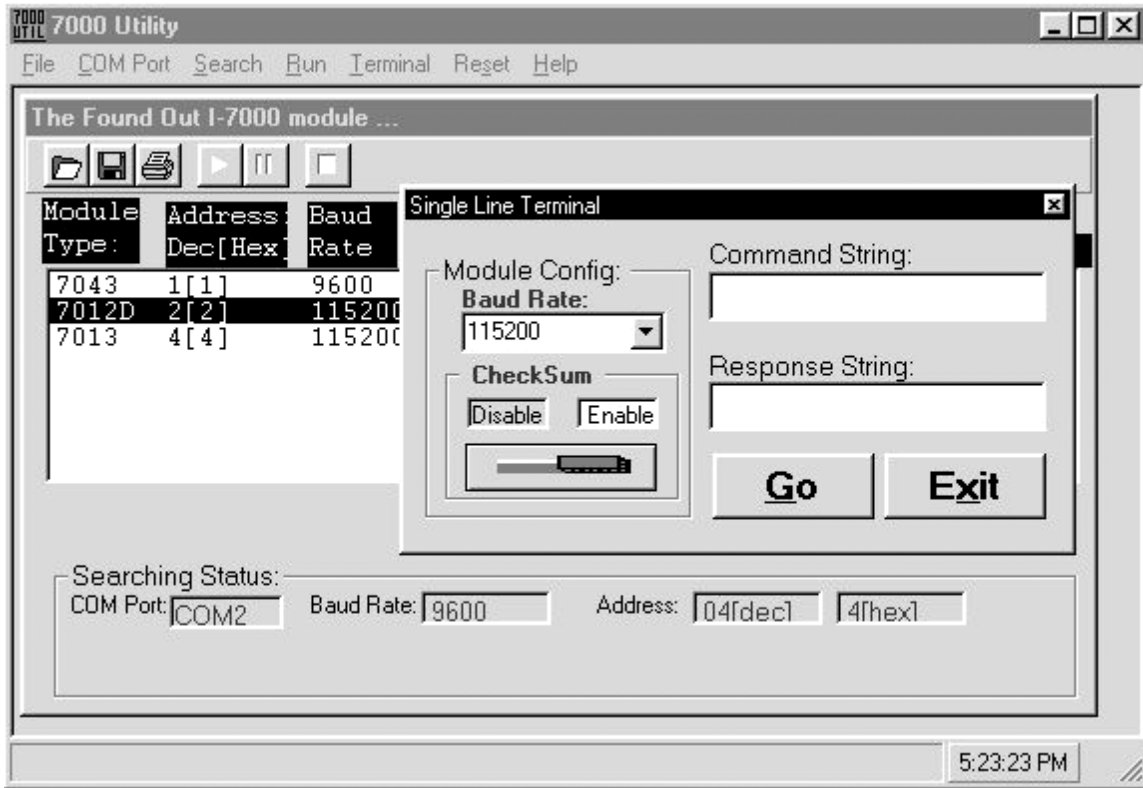 7000 UTIL 7000 Utility
File COM Port Search Run Terminal Reset Help
The Found Out I-7000 module ...
Module Type:
Address: Dec[Hex]
Baud Rate
7043 1[1] 9600
7012D 2[2] 115200
7013 4[4] 115200
Single Line Terminal
Module Config:
Baud Rate:
115200
CheckSum
Disable Enable
Command String:
Response String:
Go Exit
Searching Status:
COM Port: COM2 Baud Rate: 9600 Address: 04[dec] 4[hex]
5:23:23 PM